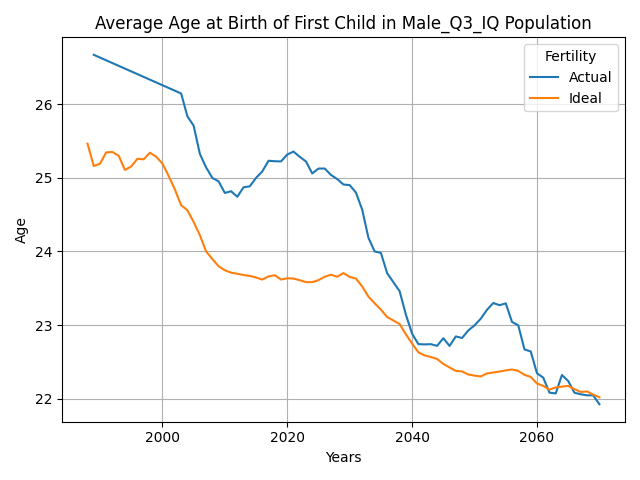 Average Age at Birth of First Child in Male_Q3_IQ Population
Fertility
Actual
Ideal
Age
26
25
24
23
22
2000
2020
2040
2060
Years